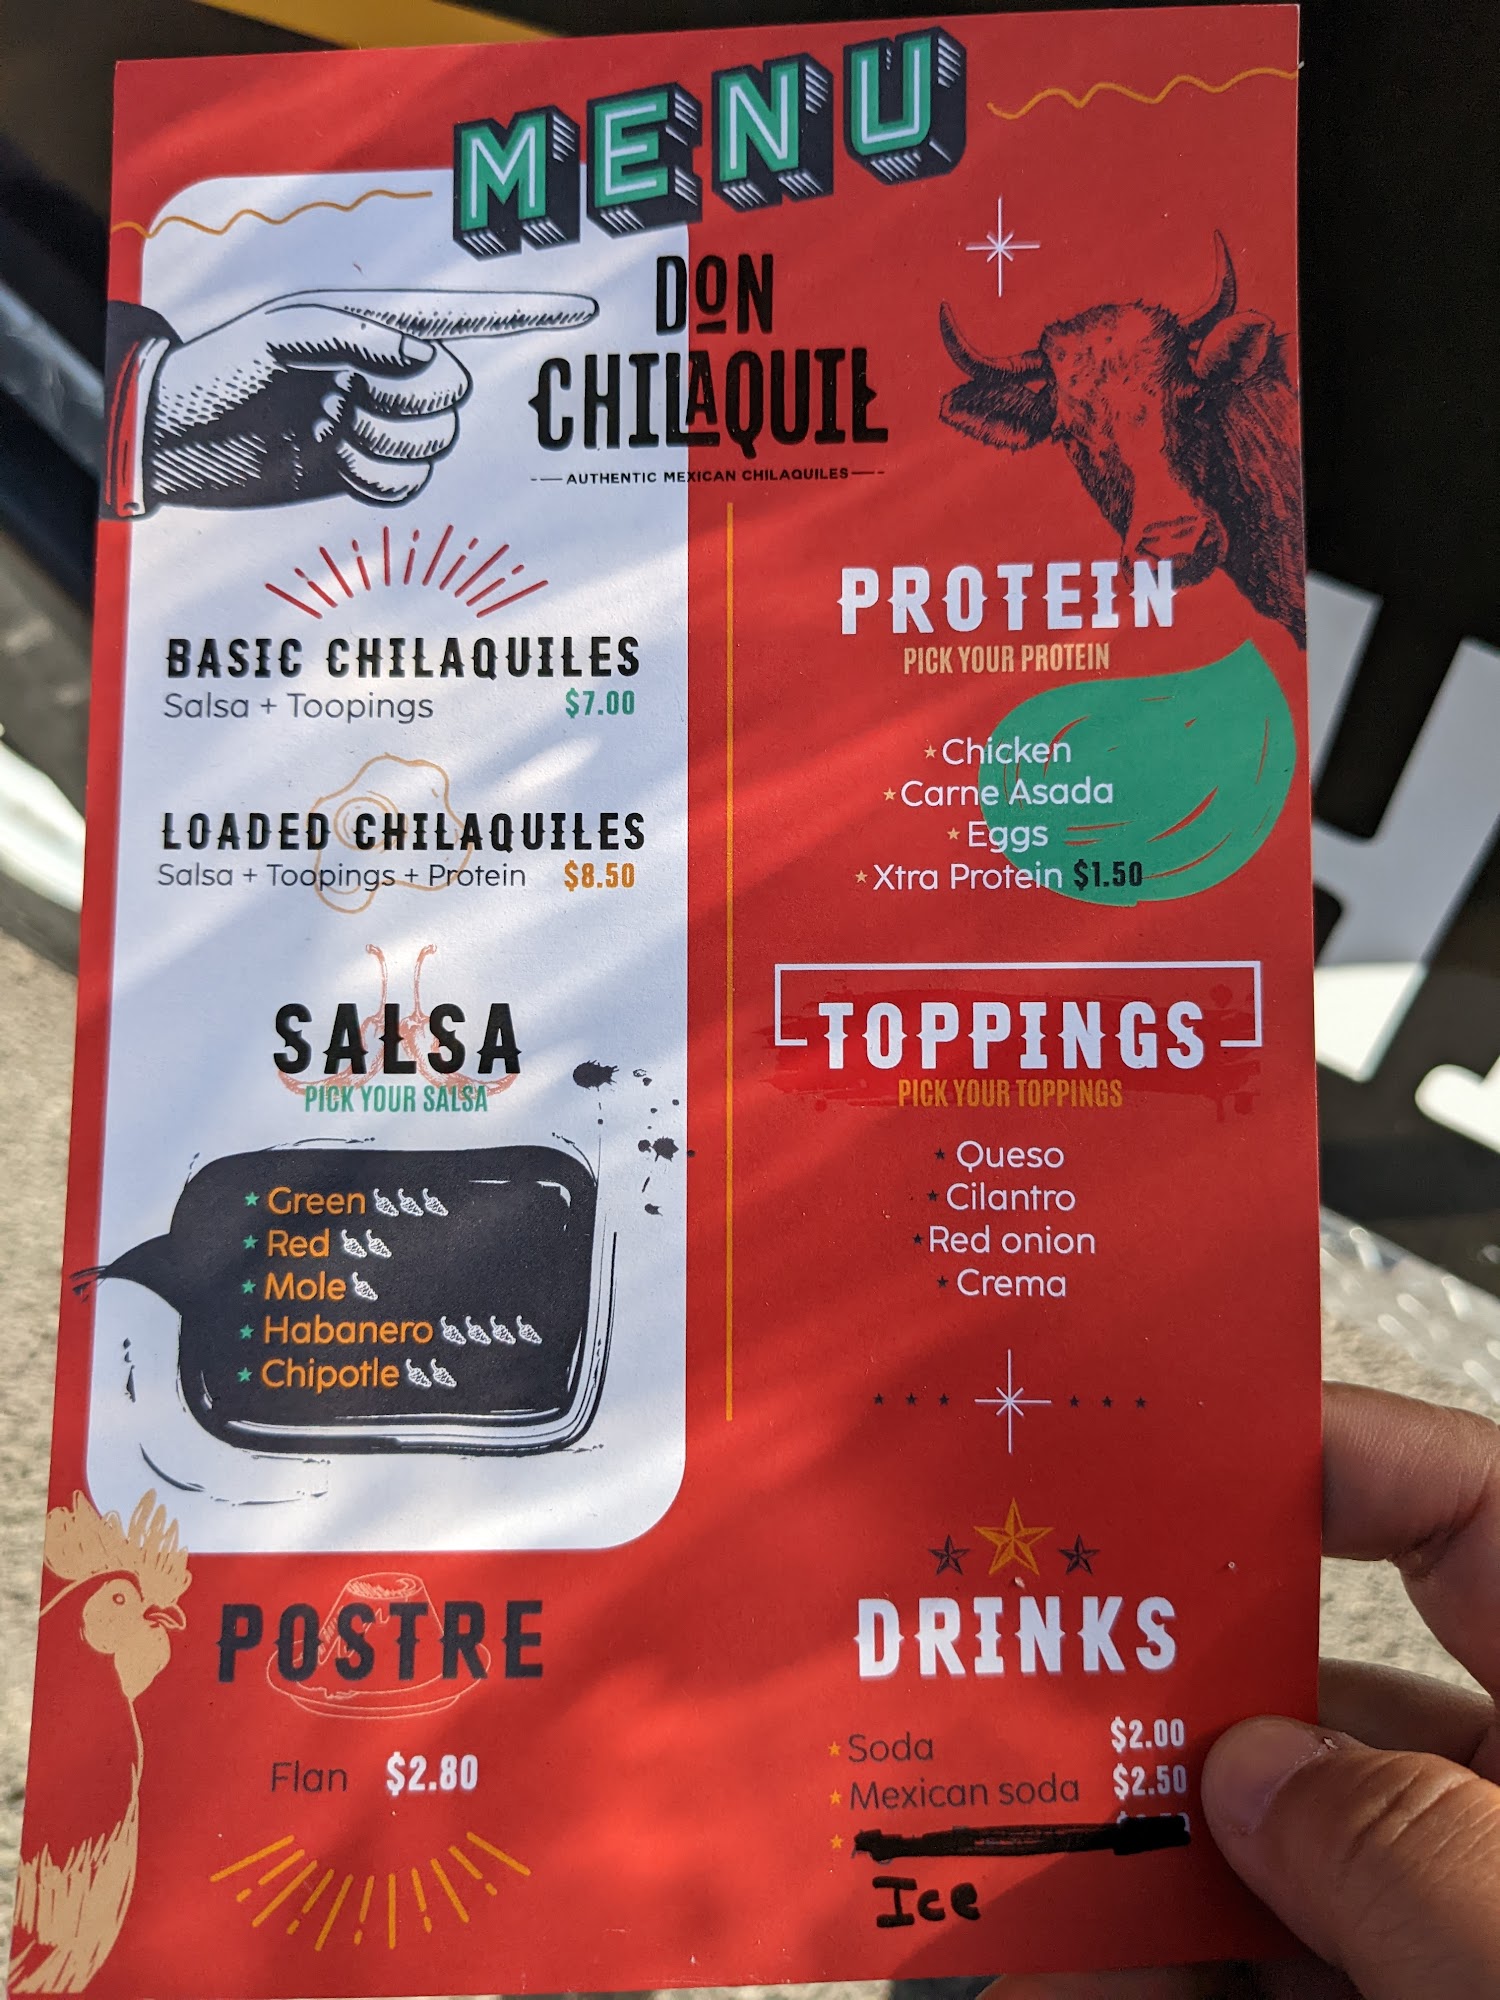 MENU
DON
CHILAQUIL
AUTHENTIC MEXICAN CHILAQUILES
BASIC CHILAQUILES
Salsa + Toopings $7.00
LOADED CHILAQUILES
Salsa + Toopings + Protein $8.50
SALSA
PICK YOUR SALSA
Green
Red
Mole
Habanero
Chipotle
POSTRE
Flan $2.80
PROTEIN
PICK YOUR PROTEIN
Chicken
Carne Asada
Eggs
Xtra Protein $1.50
TOPPINGS
PICK YOUR TOPPINGS
Queso
Cilantro
Red onion
Crema
DRINKS
Soda $2.00
Mexican soda $2.50
Ice